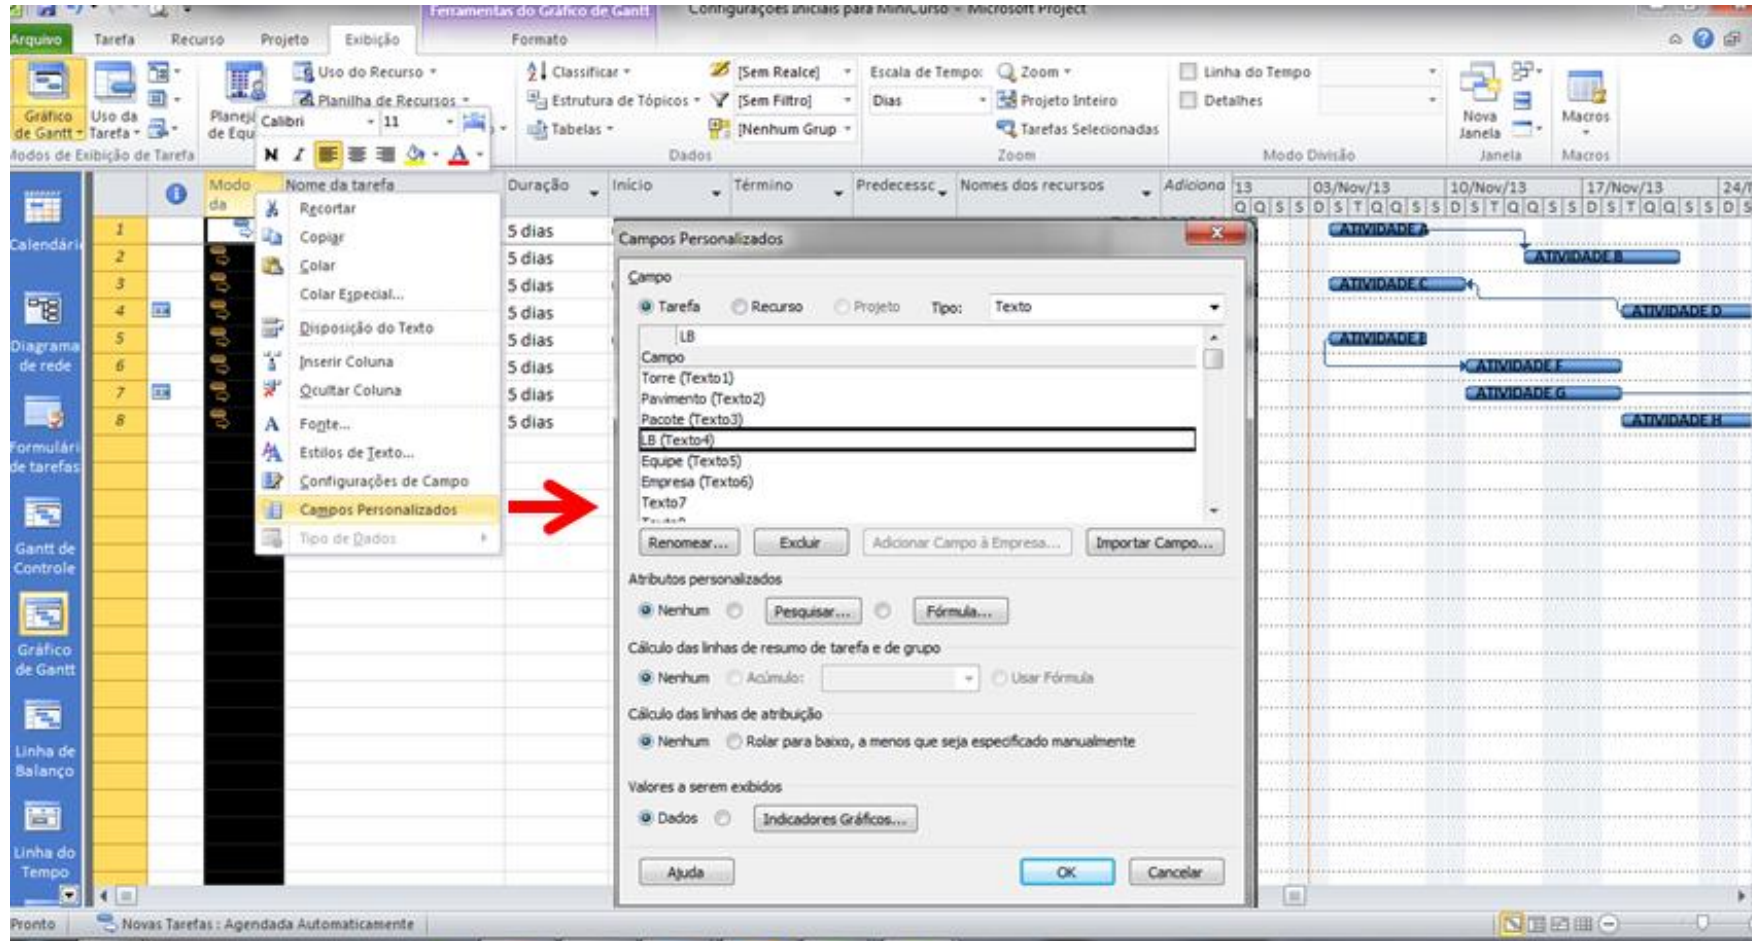 Ferramentas do Gráfico de Gantt Configurações Iniciais para MiniCurso - Microsoft Project
Arquivo Tarefa Recurso Projeto Exibição Formato
Gráfico de Gantt
Uso da Tarefa
Uso do Recurso
Planilha de Recursos
Calibri 11
N I A
Classificar
Estrutura de Tópicos
Tabelas
[Sem Realce]
[Sem Filtro]
[Nenhum Grup
Escala de Tempo:
Dias
Zoom
Projeto Inteiro
Tarefas Selecionadas
Linha do Tempo
Detalhes
Nova Janela
Macros
Modos de Exibição de Tarefa Dados Zoom Modo Divisão Janela Macros
Modo da Nome da tarefa Duração Início Término Predecessc Nomes dos recursos Adiciona
13 03/Nov/13 10/Nov/13 17/Nov/13
Q Q S S D S T Q Q S S D S T Q Q S S D S T Q Q S S D S
1 5 dias ATIVIDADE A
2 5 dias ATIVIDADE B
3 5 dias ATIVIDADE C
4 5 dias ATIVIDADE D
5 5 dias ATIVIDADE E
6 5 dias ATIVIDADE F
7 5 dias ATIVIDADE G
8 5 dias ATIVIDADE H
de rede
de tarefas
Gantt de
Controle
Gráfico
de Gantt
Linha de
Balanço
Linha do
Tempo
Recortar
Copiar
Colar
Colar Especial...
Disposição do Texto
Inserir Coluna
Ocultar Coluna
Fonte...
Estilos de Texto...
Configurações de Campo
Campos Personalizados
Tipo de Dados
Campos Personalizados
Campo
Tarefa Recurso Projeto Tipo: Texto
LB
Campo
Torre (Texto1)
Pavimento (Texto2)
Pacote (Texto3)
LB (Texto4)
Equipe (Texto5)
Empresa (Texto6)
Texto7
Renomear... Excluir Adicionar Campo à Empresa... Importar Campo...
Atributos personalizados
Nenhum Pesquisar... Fórmula...
Cálculo das linhas de resumo de tarefa e de grupo
Nenhum Acúmulo: Usar Fórmula
Cálculo das linhas de atribuição
Nenhum Rolar para baixo, a menos que seja especificado manualmente
Valores a serem exibidos
Dados Indicadores Gráficos...
Ajuda OK Cancelar
Pronto Novas Tarefas : Agendada Automaticamente